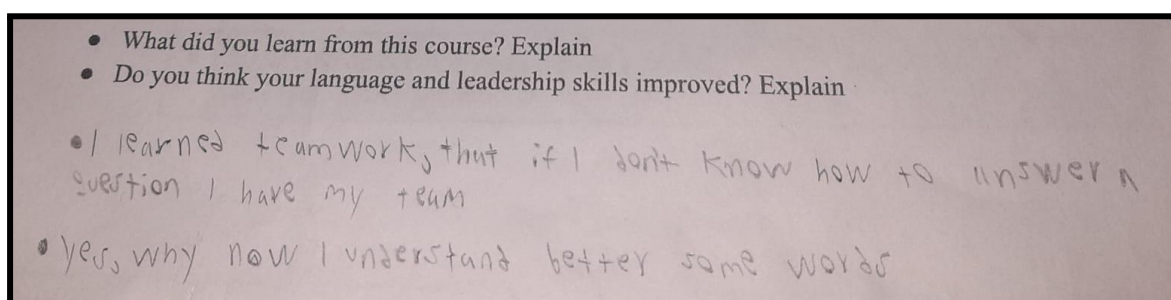 • What did you learn from this course? Explain
• Do you think your language and leadership skills improved? Explain
• I learned teamwork, that if I don't know how to answer a
question I have my team
• Yes, why now I understand better some words